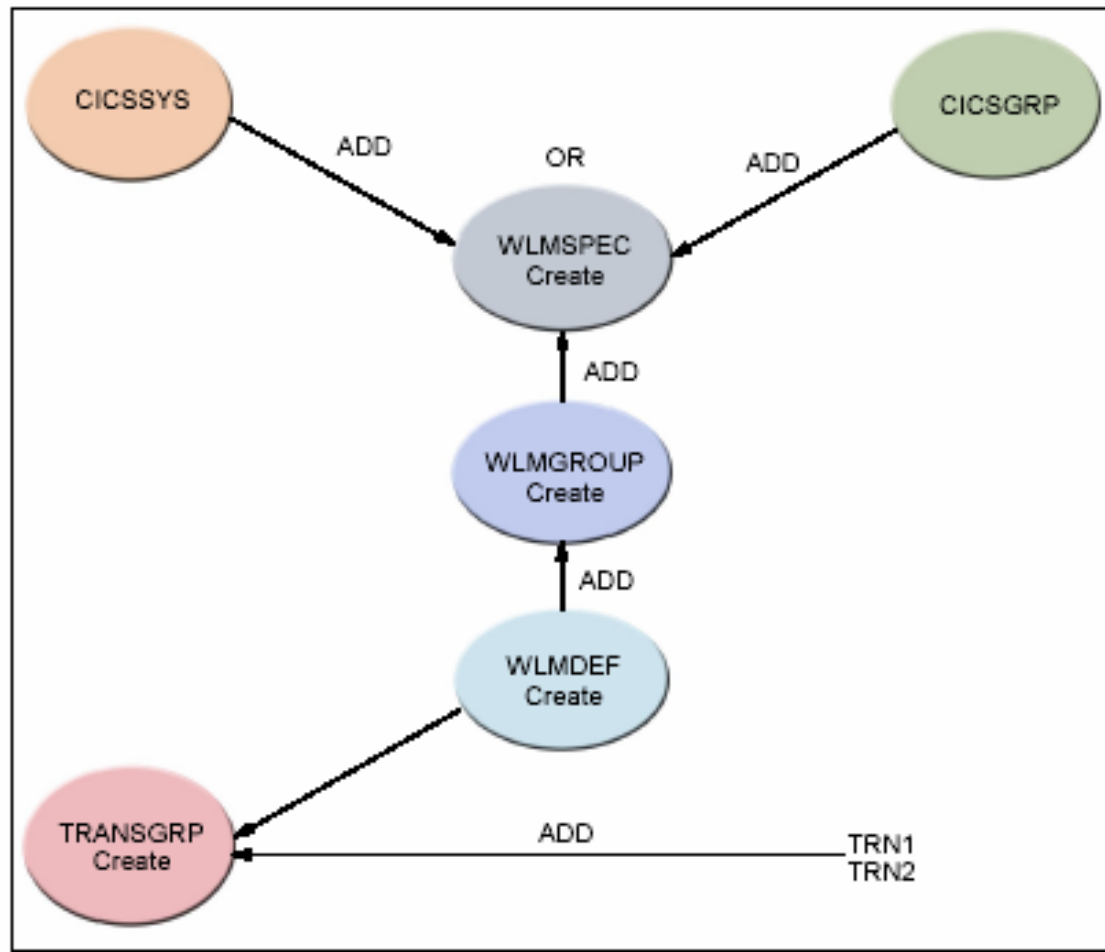 CICSSYS
CICSGRP
ADD
OR
ADD
WLMSPEC
Create
ADD
WLMGROUP
Create
ADD
WLMDEF
Create
TRANSGRP
Create
ADD
TRN1
TRN2